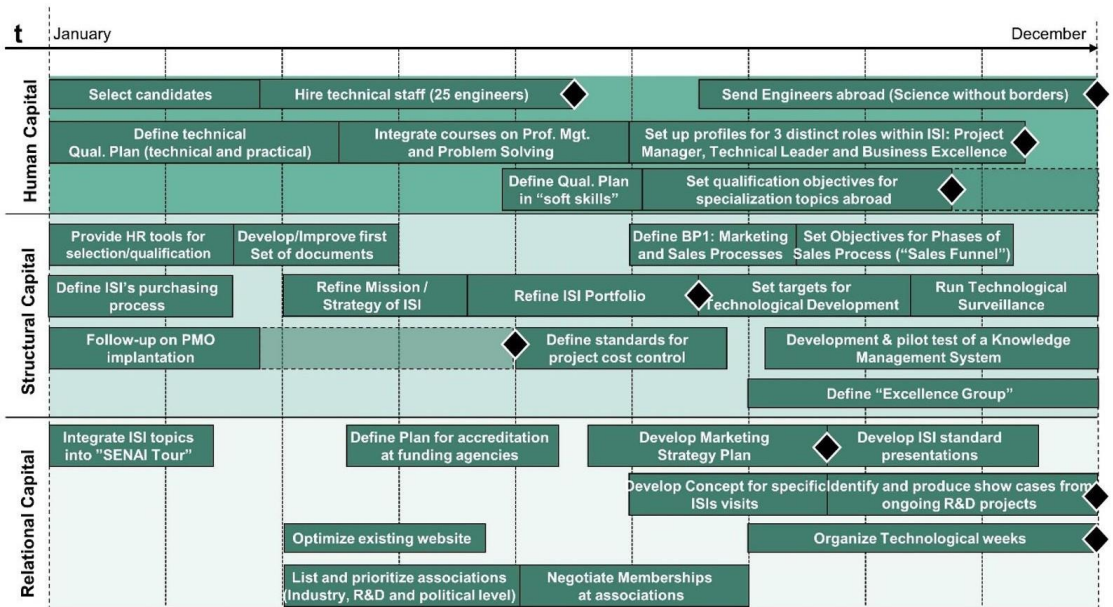 t
January
December
Human Capital
Select candidates
Hire technical staff (25 engineers)
Send Engineers abroad (Science without borders)
Define technical
Qual. Plan (technical and practical)
Integrate courses on Prof. Mgt.
and Problem Solving
Set up profiles for 3 distinct roles within ISI: Project
Manager, Technical Leader and Business Excellence
Define Qual. Plan
in “soft skills”
Set qualification objectives for
specialization topics abroad
Structural Capital
Provide HR tools for
selection/qualification
Develop/Improve first
Set of documents
Define BP1: Marketing
and Sales Processes
Set Objectives for Phases of
Sales Process (“Sales Funnel”)
Define ISI’s purchasing
process
Refine Mission /
Strategy of ISI
Refine ISI Portfolio
Set targets for
Technological Development
Run Technological
Surveillance
Follow-up on PMO
implantation
Define standards for
project cost control
Development & pilot test of a Knowledge
Management System
Define “Excellence Group”
Relational Capital
Integrate ISI topics
into ”SENAI Tour”
Define Plan for accreditation
at funding agencies
Develop Marketing
Strategy Plan
Develop ISI standard
presentations
Develop Concept for specific
ISIs visits
Identify and produce show cases from
ongoing R&D projects
Optimize existing website
Organize Technological weeks
List and prioritize associations
(Industry, R&D and political level)
Negotiate Memberships
at associations